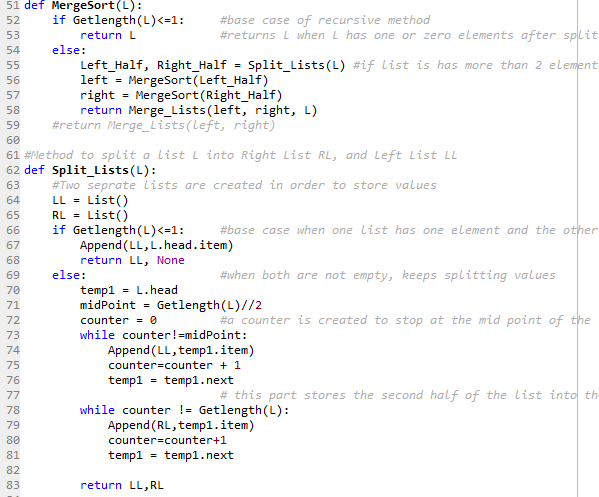 51 def MergeSort(L):
52 if Getlength(L)<=1: #base case of recursive method
53 return L #returns L when L has one or zero elements after split
54 else:
55 Left_Half, Right_Half = Split_Lists(L) #if list is has more than 2 element
56 left = MergeSort(Left_Half)
57 right = MergeSort(Right_Half)
58 return Merge_Lists(left, right, L)
59 #return Merge_Lists(left, right)
60
61 #Method to split a list L into Right List RL, and Left List LL
62 def Split_Lists(L):
63 #Two seprate lists are created in order to store values
64 LL = List()
65 RL = List()
66 if Getlength(L)<=1: #base case when one list has one element and the other
67 Append(LL,L.head.item)
68 return LL, None
69 else: #when both are not empty, keeps splitting values
70 temp1 = L.head
71 midPoint = Getlength(L)//2
72 counter = 0 #a counter is created to stop at the mid point of the
73 while counter!=midPoint:
74 Append(LL,temp1.item)
75 counter=counter + 1
76 temp1 = temp1.next
77 # this part stores the second half of the list into th
78 while counter != Getlength(L):
79 Append(RL,temp1.item)
80 counter=counter+1
81 temp1 = temp1.next
82
83 return LL,RL